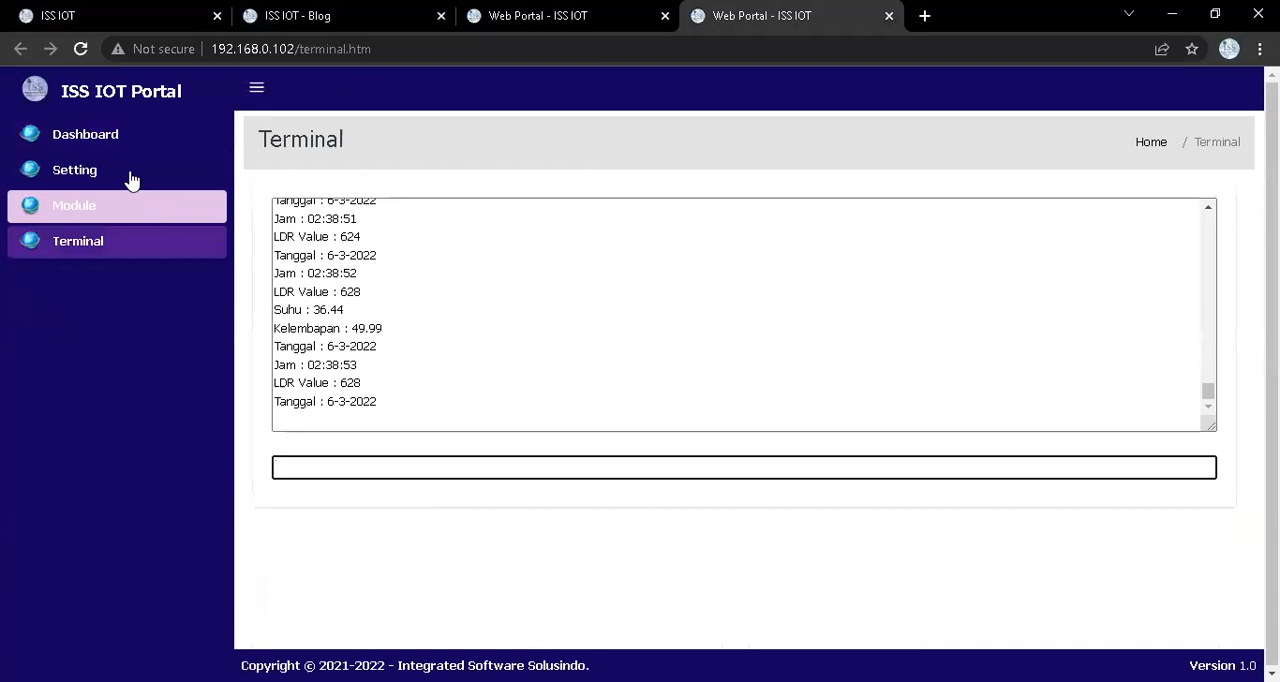 ISS IOT
ISS IOT - Blog
Web Portal - ISS IOT
Web Portal - ISS IOT
Not secure
192.168.0.102/terminal.htm
ISS IOT Portal
Dashboard
Setting
Module
Terminal
Terminal
Home / Terminal
Tanggal : 6-3-2022
Jam : 02:38:51
LDR Value : 624
Tanggal : 6-3-2022
Jam : 02:38:52
LDR Value : 628
Suhu : 36.44
Kelembapan : 49.99
Tanggal : 6-3-2022
Jam : 02:38:53
LDR Value : 628
Tanggal : 6-3-2022
Copyright © 2021-2022 - Integrated Software Solusindo.
Version 1.0